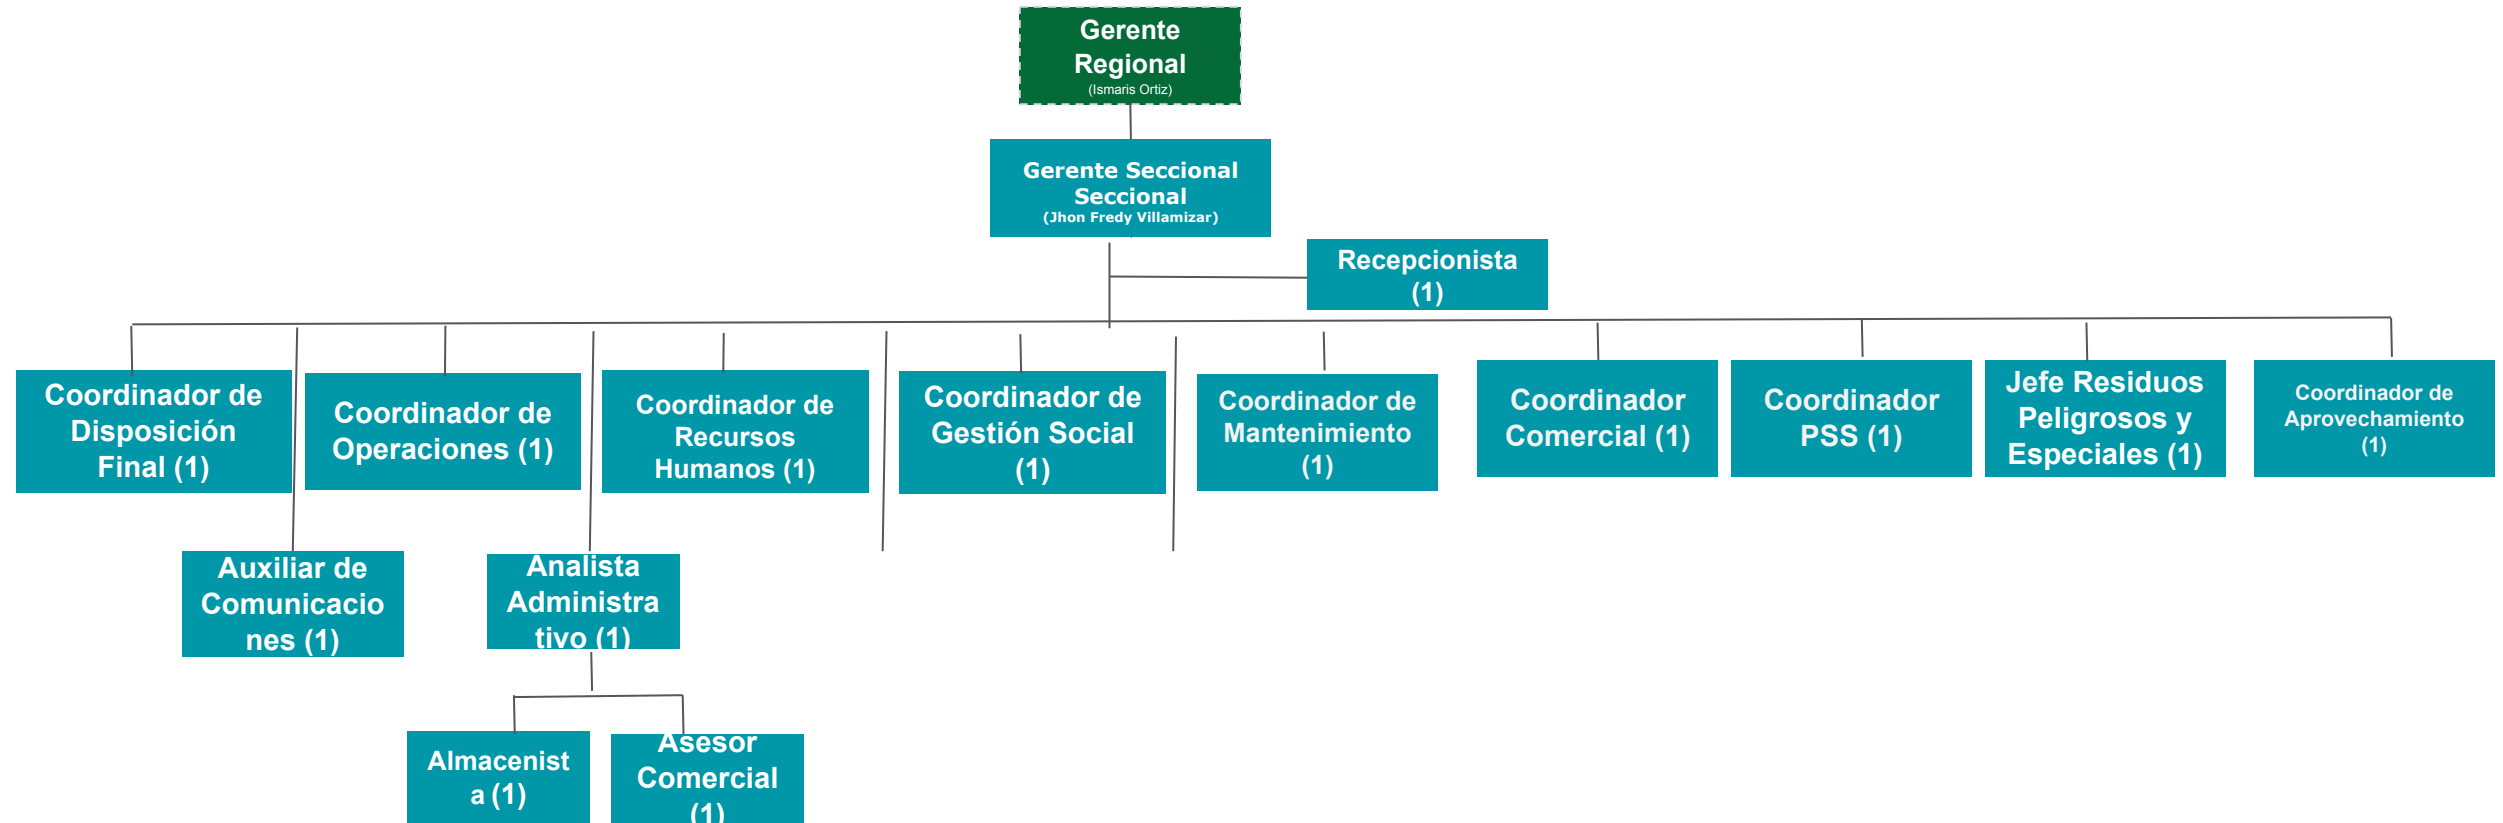 Gerente
Regional
(Ismaris Ortiz)
Gerente Seccional
Seccional
(Jhon Fredy Villamizar)
Recepcionista
(1)
Coordinador de
Disposición
Final (1)
Coordinador de
Operaciones (1)
Coordinador de
Recursos
Humanos (1)
Coordinador de
Gestión Social
(1)
Coordinador de
Mantenimiento
(1)
Coordinador
Comercial (1)
Coordinador
PSS (1)
Jefe Residuos
Peligrosos y
Especiales (1)
Coordinador de
Aprovechamiento
(1)
Auxiliar de
Comunicacio
nes (1)
Analista
Administra
tivo (1)
Almacenist
a (1)
Asesor
Comercial
(1)